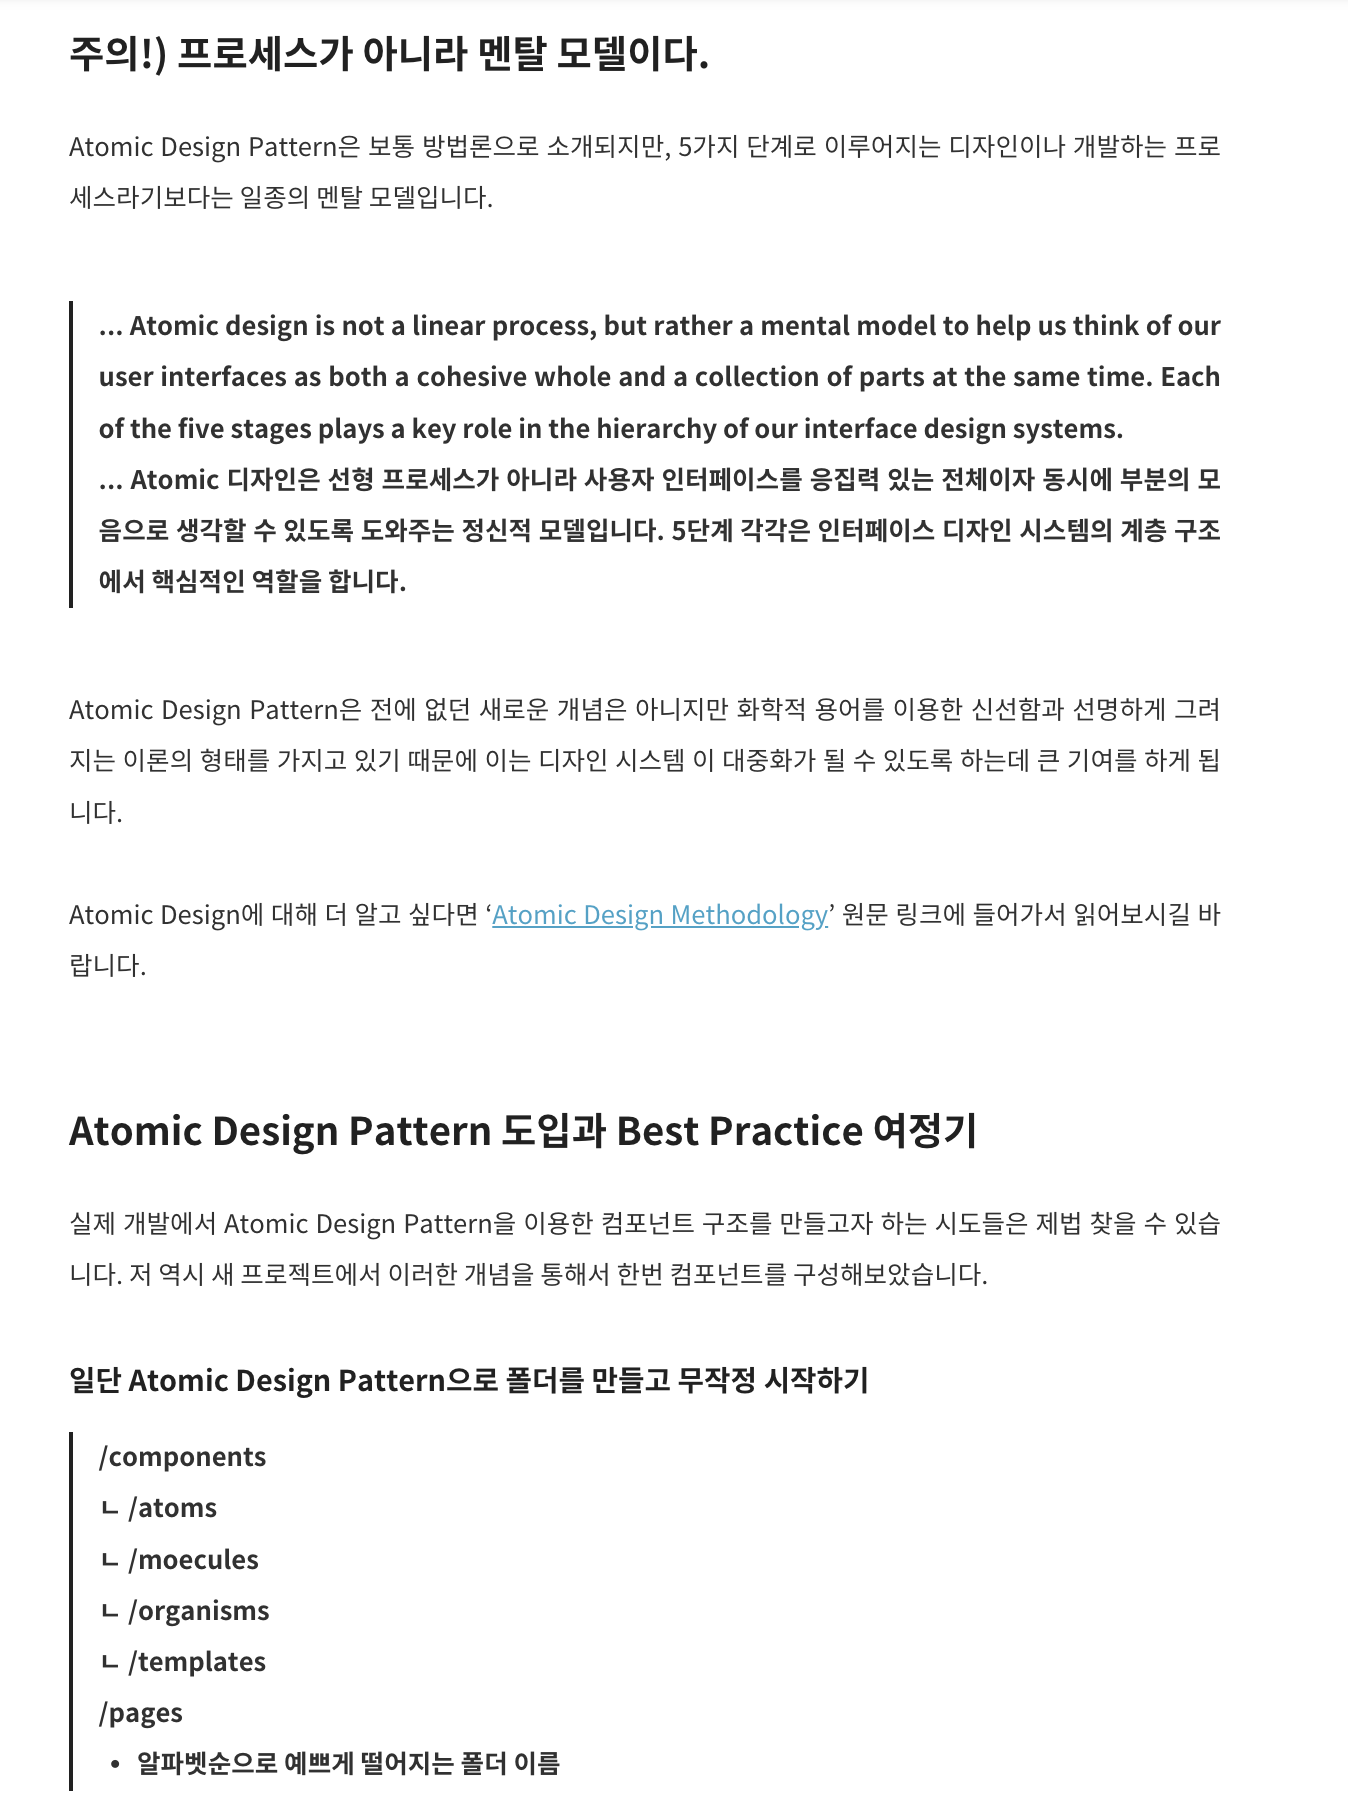 주의!) 프로세스가 아니라 멘탈 모델이다.
Atomic Design Pattern은 보통 방법론으로 소개되지만, 5가지 단계로 이루어지는 디자인이나 개발하는 프로
세스라기보다는 일종의 멘탈 모델입니다.
... Atomic design is not a linear process, but rather a mental model to help us think of our
user interfaces as both a cohesive whole and a collection of parts at the same time. Each
of the five stages plays a key role in the hierarchy of our interface design systems.
... Atomic 디자인은 선형 프로세스가 아니라 사용자 인터페이스를 응집력 있는 전체이자 동시에 부분의 모
음으로 생각할 수 있도록 도와주는 정신적 모델입니다. 5단계 각각은 인터페이스 디자인 시스템의 계층 구조
에서 핵심적인 역할을 합니다.
Atomic Design Pattern은 전에 없던 새로운 개념은 아니지만 화학적 용어를 이용한 신선함과 선명하게 그려
지는 이론의 형태를 가지고 있기 때문에 이는 디자인 시스템 이 대중화가 될 수 있도록 하는데 큰 기여를 하게 됩
니다.
Atomic Design에 대해 더 알고 싶다면 ‘Atomic Design Methodology’ 원문 링크에 들어가서 읽어보시길 바
랍니다.
Atomic Design Pattern 도입과 Best Practice 여정기
실제 개발에서 Atomic Design Pattern을 이용한 컴포넌트 구조를 만들고자 하는 시도들은 제법 찾을 수 있습
니다. 저 역시 새 프로젝트에서 이러한 개념을 통해서 한번 컴포넌트를 구성해보았습니다.
일단 Atomic Design Pattern으로 폴더를 만들고 무작정 시작하기
/components
ㄴ /atoms
ㄴ /moecules
ㄴ /organisms
ㄴ /templates
/pages
• 알파벳순으로 예쁘게 떨어지는 폴더 이름